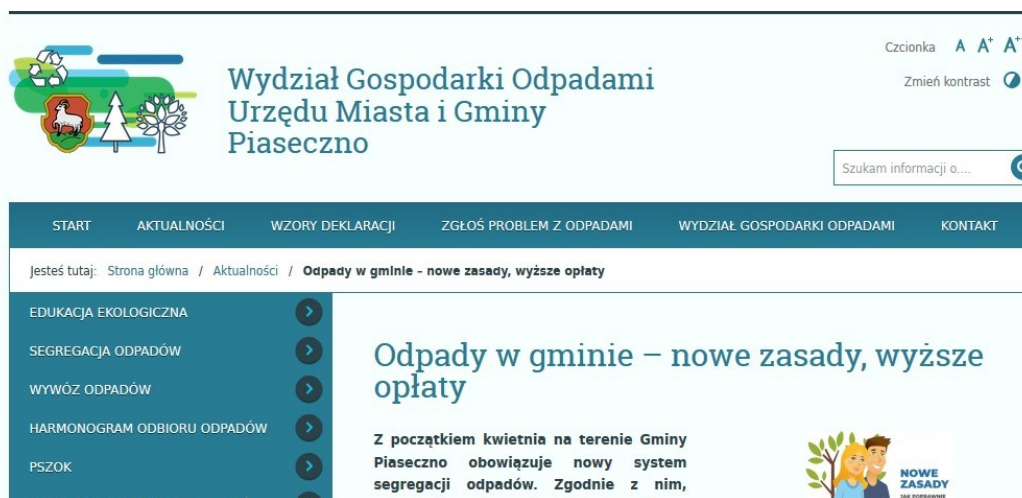 Czcionka A A+ A++
Zmień kontrast
Wydział Gospodarki Odpadami
Urzędu Miasta i Gminy
Piaseczno
Szukam informacji o....
START AKTUALNOŚCI WZORY DEKLARACJI ZGŁOŚ PROBLEM Z ODPADAMI WYDZIAŁ GOSPODARKI ODPADAMI KONTAKT
Jesteś tutaj: Strona główna / Aktualności / Odpady w gminie – nowe zasady, wyższe opłaty
EDUKACJA EKOLOGICZNA
SEGREGACJA ODPADÓW
WYWÓZ ODPADÓW
HARMONOGRAM ODBIORU ODPADÓW
PSZOK
Odpady w gminie – nowe zasady, wyższe
opłaty
Z początkiem kwietnia na terenie Gminy
Piaseczno obowiązuje nowy system
segregacji odpadów. Zgodnie z nim,
NOWE
ZASADY
JAK POPRAWNIE